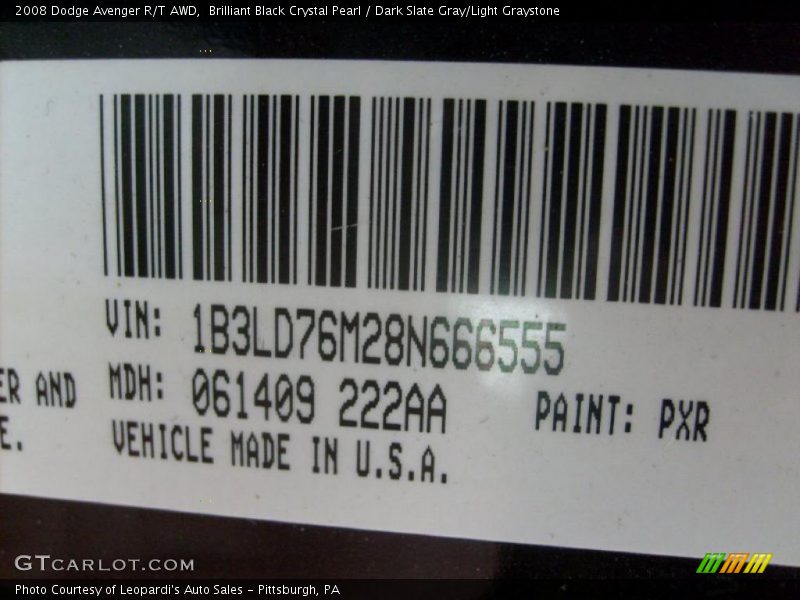 2008 Dodge Avenger R/T AWD,  Brilliant Black Crystal Pearl / Dark Slate Gray/Light Graystone
VIN: 1B3LD76M28N666555
ER AND MDH: 061409 222AA PAINT: PXR
E. VEHICLE MADE IN U.S.A.
GTCARLOT.COM
Photo Courtesy of Leopardi's Auto Sales - Pittsburgh, PA